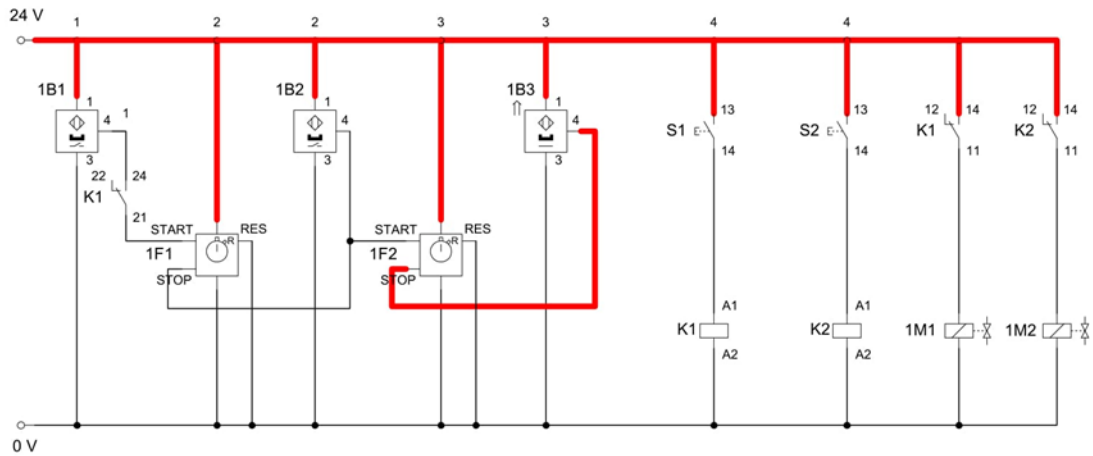 24 V
1 2 2 3 3 4 4
1B1 1 1B2 1 1B3 1 13 13 12 14 12 14
4 1 4 4 S1 S2 K1 K2
3 3 3 14 14 11 11
22 24
K1
21
START RES START RES
R R
1F1 1F2
STOP STOP
A1 A1
K1 K2 1M1 1M2
A2 A2
0 V